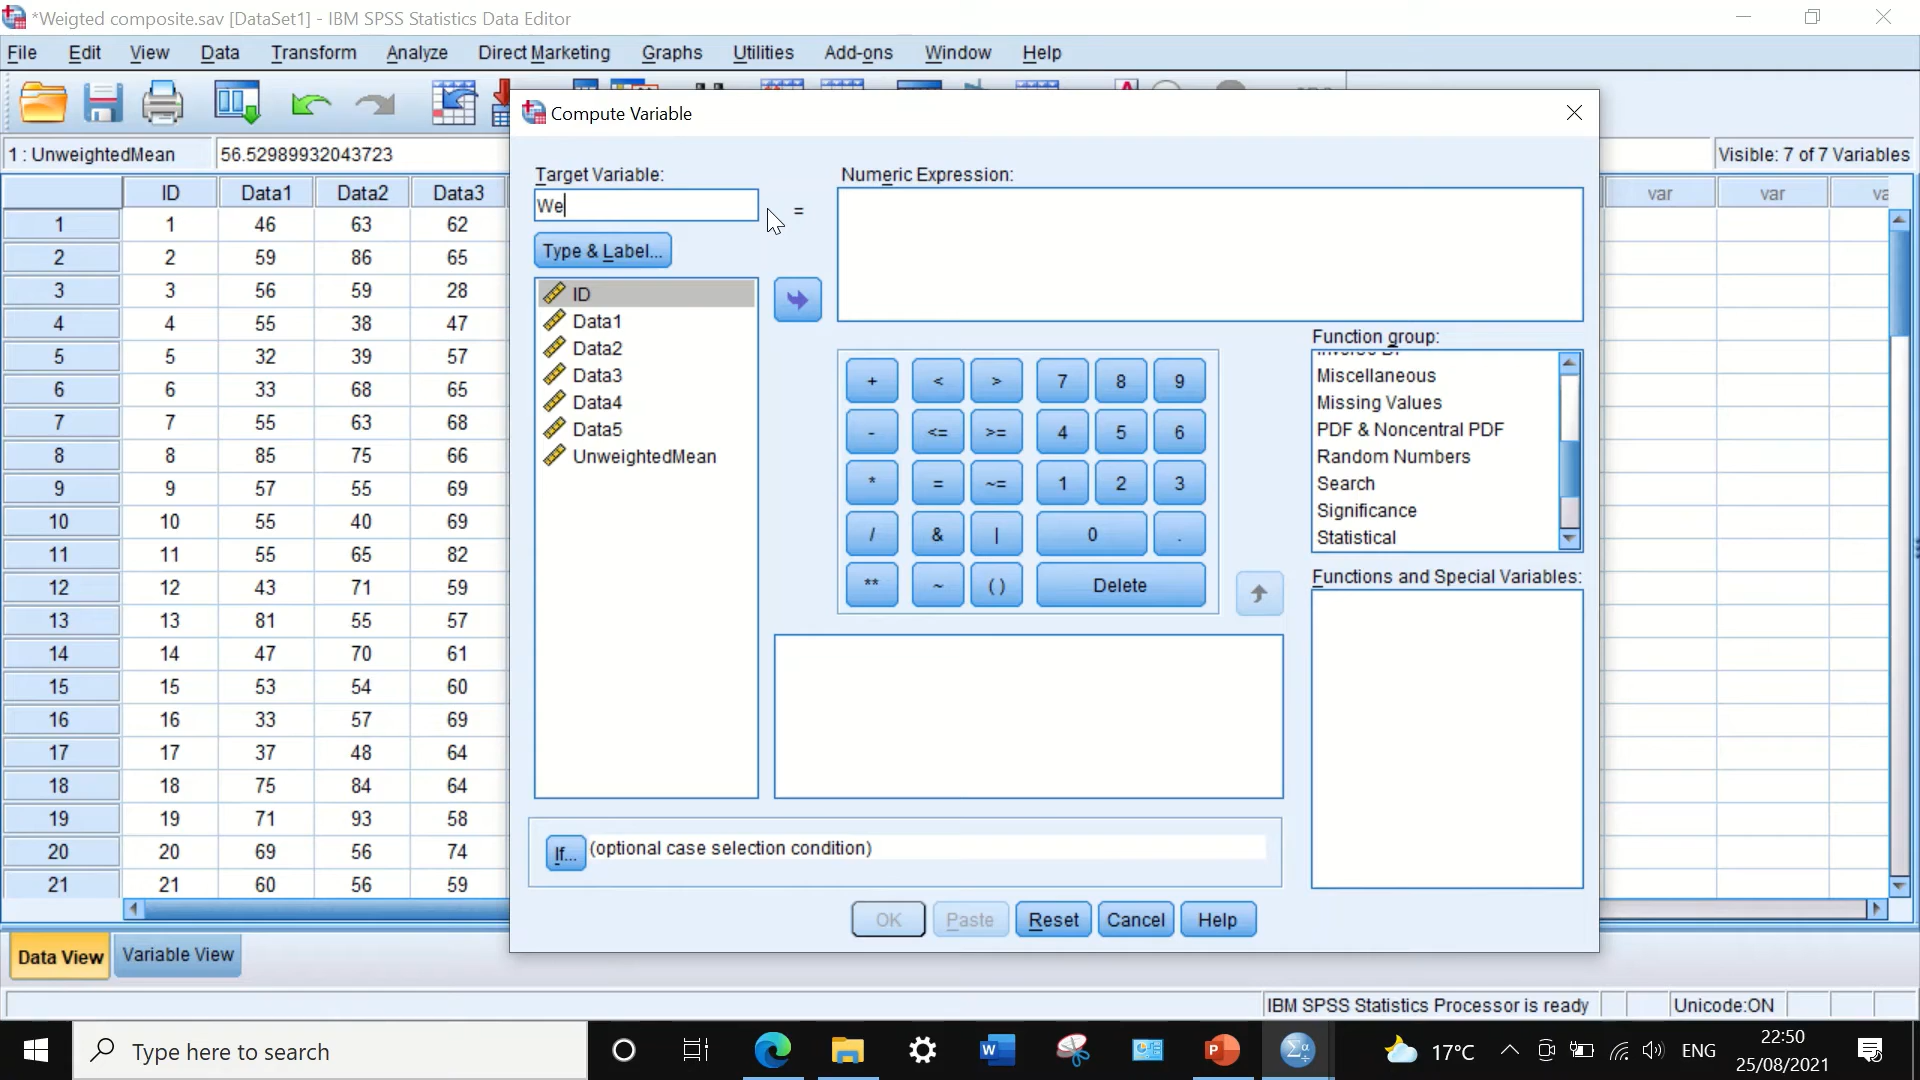 *Weigted composite.sav [DataSet1] - IBM SPSS Statistics Data Editor
File Edit View Data Transform Analyze Direct Marketing Graphs Utilities Add-ons Window Help
Compute Variable
1 : UnweightedMean 56.52989932043723 Visible: 7 of 7 Variables
Target Variable: Numeric Expression:
We =
Type & Label...
ID
Data1
Data2
Data3
Data4
Data5
UnweightedMean
+ < > 7 8 9
- <= >= 4 5 6
* = ~= 1 2 3
/ & | 0 .
** ~ ( ) Delete
Function group:
Miscellaneous
Missing Values
PDF & Noncentral PDF
Random Numbers
Search
Significance
Statistical
Functions and Special Variables:
If... (optional case selection condition)
OK Paste Reset Cancel Help
ID Data1 Data2 Data3 var var
1 1 46 63 62
2 2 59 86 65
3 3 56 59 28
4 4 55 38 47
5 5 32 39 57
6 6 33 68 65
7 7 55 63 68
8 8 85 75 66
9 9 57 55 69
10 10 55 40 69
11 11 55 65 82
12 12 43 71 59
13 13 81 55 57
14 14 47 70 61
15 15 53 54 60
16 16 33 57 69
17 17 37 48 64
18 18 75 84 64
19 19 71 93 58
20 20 69 56 74
21 21 60 56 59
Data View Variable View
IBM SPSS Statistics Processor is ready Unicode:ON
Type here to search 17°C ENG 22:50
25/08/2021